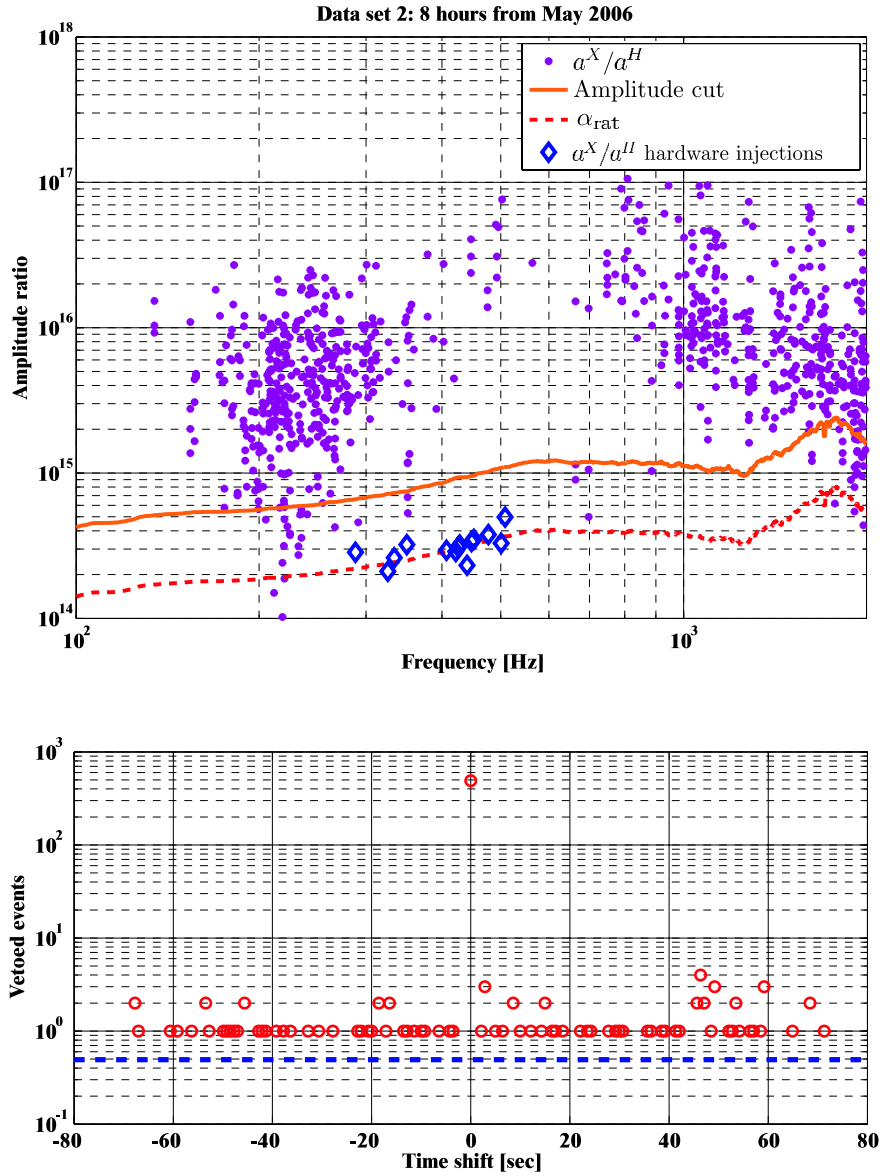 Data set 2: 8 hours from May 2006
10^18
10^17
10^16
10^15
10^14
Amplitude ratio
a^X/a^H
Amplitude cut
α_rat
a^X/a^H hardware injections
10^2
10^3
Frequency [Hz]
10^3
10^2
10^1
10^0
10^-1
Vetoed events
-80 -60 -40 -20 0 20 40 60 80
Time shift [sec]